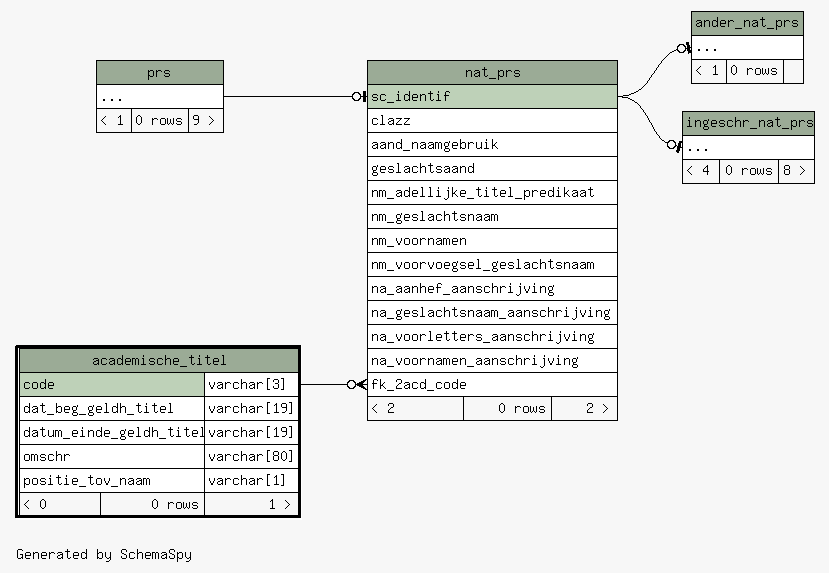 ander_nat_prs
...
< 1 0 rows
prs
...
< 1 0 rows 9 >
nat_prs
sc_identif
clazz
aand_naamgebruik
geslachtsaand
nm_adellijke_titel_predikaat
nm_geslachtsnaam
nm_voornamen
nm_voorvoegsel_geslachtsnaam
na_aanhef_aanschrijving
na_geslachtsnaam_aanschrijving
na_voorletters_aanschrijving
na_voornamen_aanschrijving
fk_2acd_code
< 2 0 rows 2 >
ingeschr_nat_prs
...
< 4 0 rows 8 >
academische_titel
code varchar[3]
dat_beg_geldh_titel varchar[19]
datum_einde_geldh_titel varchar[19]
omschr varchar[80]
positie_tov_naam varchar[1]
< 0 0 rows 1 >
Generated by SchemaSpy